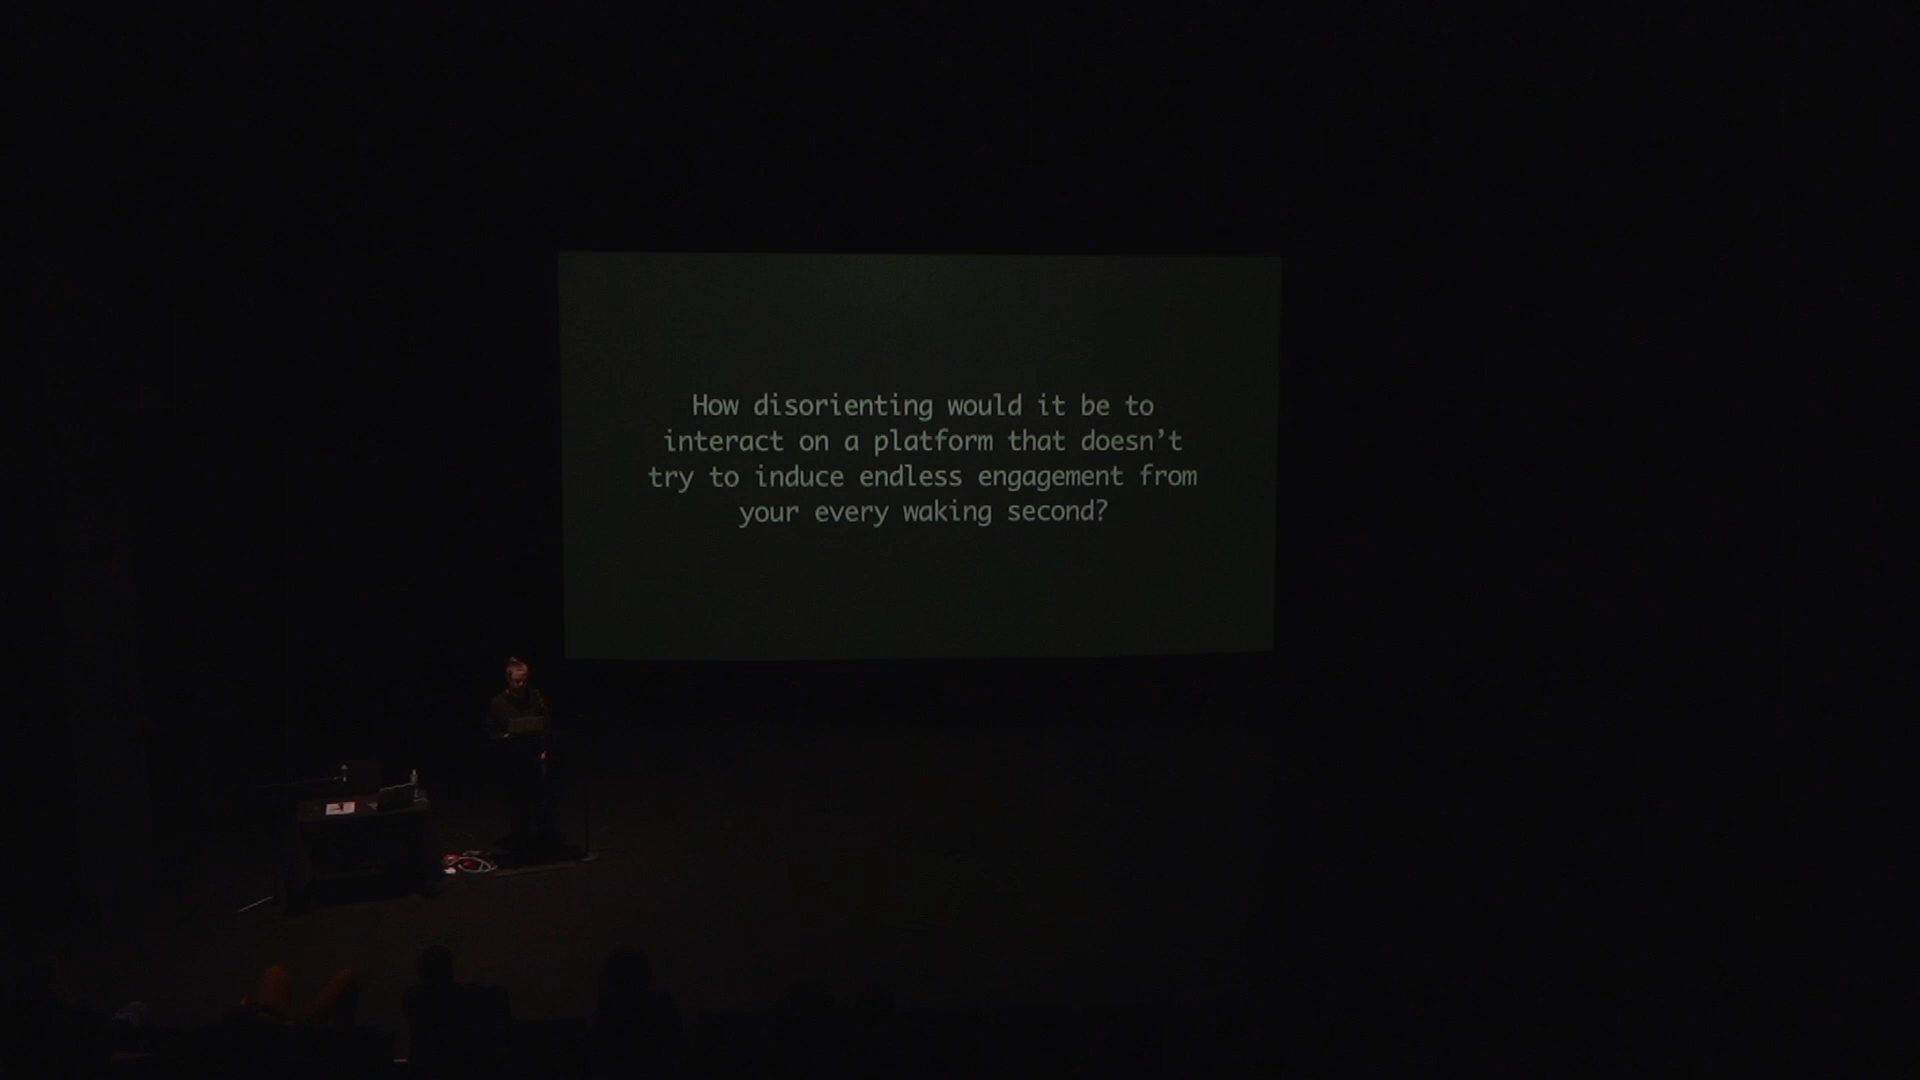 How disorienting would it be to
interact on a platform that doesn’t
try to induce endless engagement from
your every waking second?